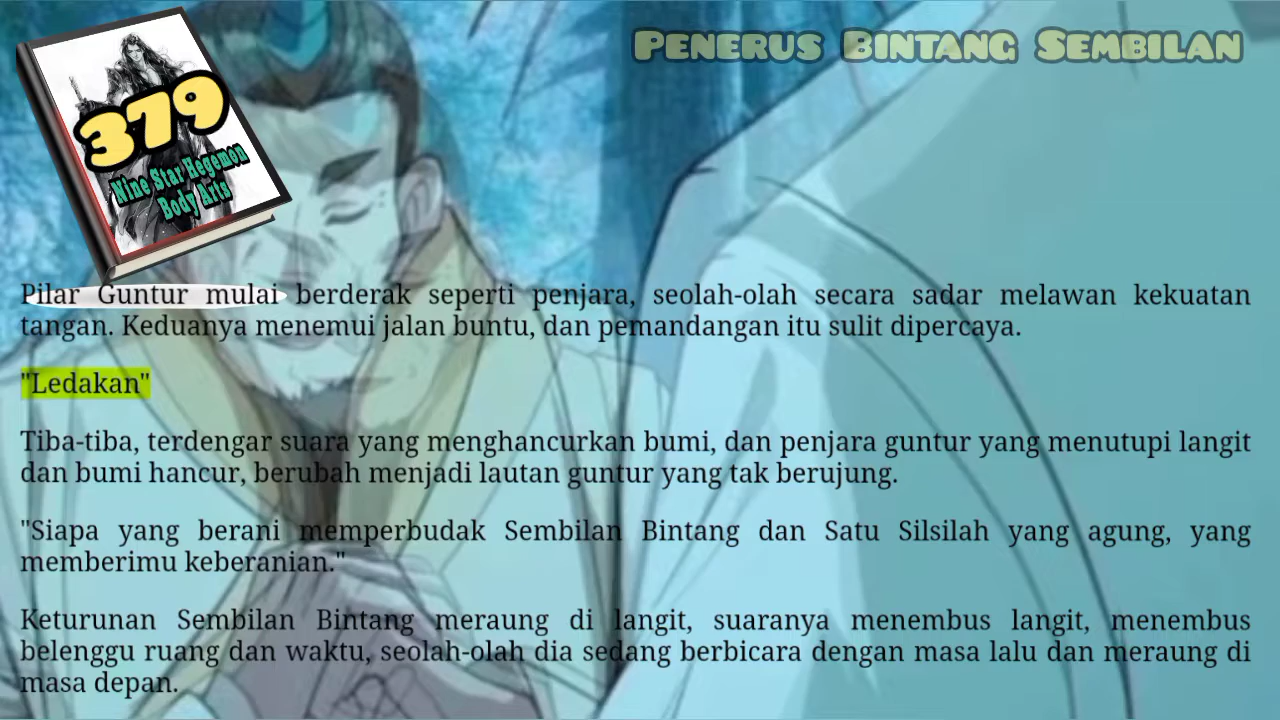 Penerus Bintang Sembilan
379
Nine Star Hegemon
Body Arts
Pilar Guntur mulai berderak seperti penjara, seolah-olah secara sadar melawan kekuatan
tangan. Keduanya menemui jalan buntu, dan pemandangan itu sulit dipercaya.
"Ledakan"
Tiba-tiba, terdengar suara yang menghancurkan bumi, dan penjara guntur yang menutupi langit
dan bumi hancur, berubah menjadi lautan guntur yang tak berujung.
"Siapa yang berani memperbudak Sembilan Bintang dan Satu Silsilah yang agung, yang
memberimu keberanian."
Keturunan Sembilan Bintang meraung di langit, suaranya menembus langit, menembus
belenggu ruang dan waktu, seolah-olah dia sedang berbicara dengan masa lalu dan meraung di
masa depan.